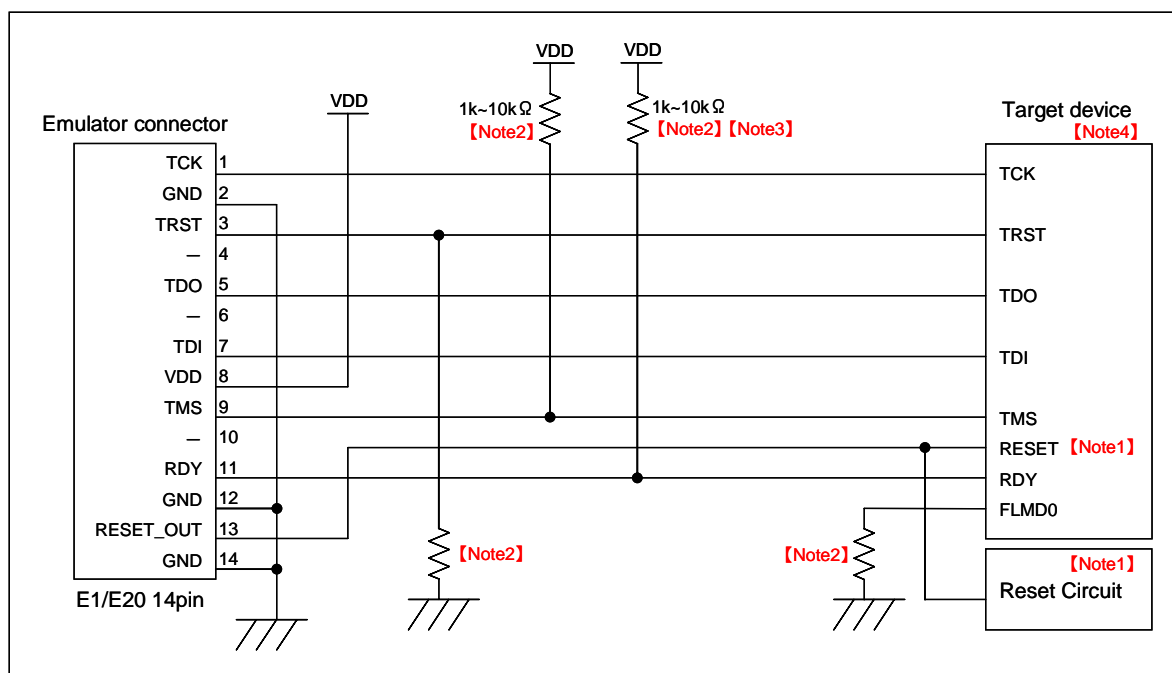 VDD
VDD
VDD
1k~10kΩ
【Note2】
1k~10kΩ
【Note2】【Note3】
Emulator connector
TCK 1
GND 2
TRST 3
— 4
TDO 5
— 6
TDI 7
VDD 8
TMS 9
— 10
RDY 11
GND 12
RESET_OUT 13
GND 14
E1/E20 14pin
【Note2】
【Note2】
Target device
【Note4】
TCK
TRST
TDO
TDI
TMS
RESET 【Note1】
RDY
FLMD0
【Note1】
Reset Circuit